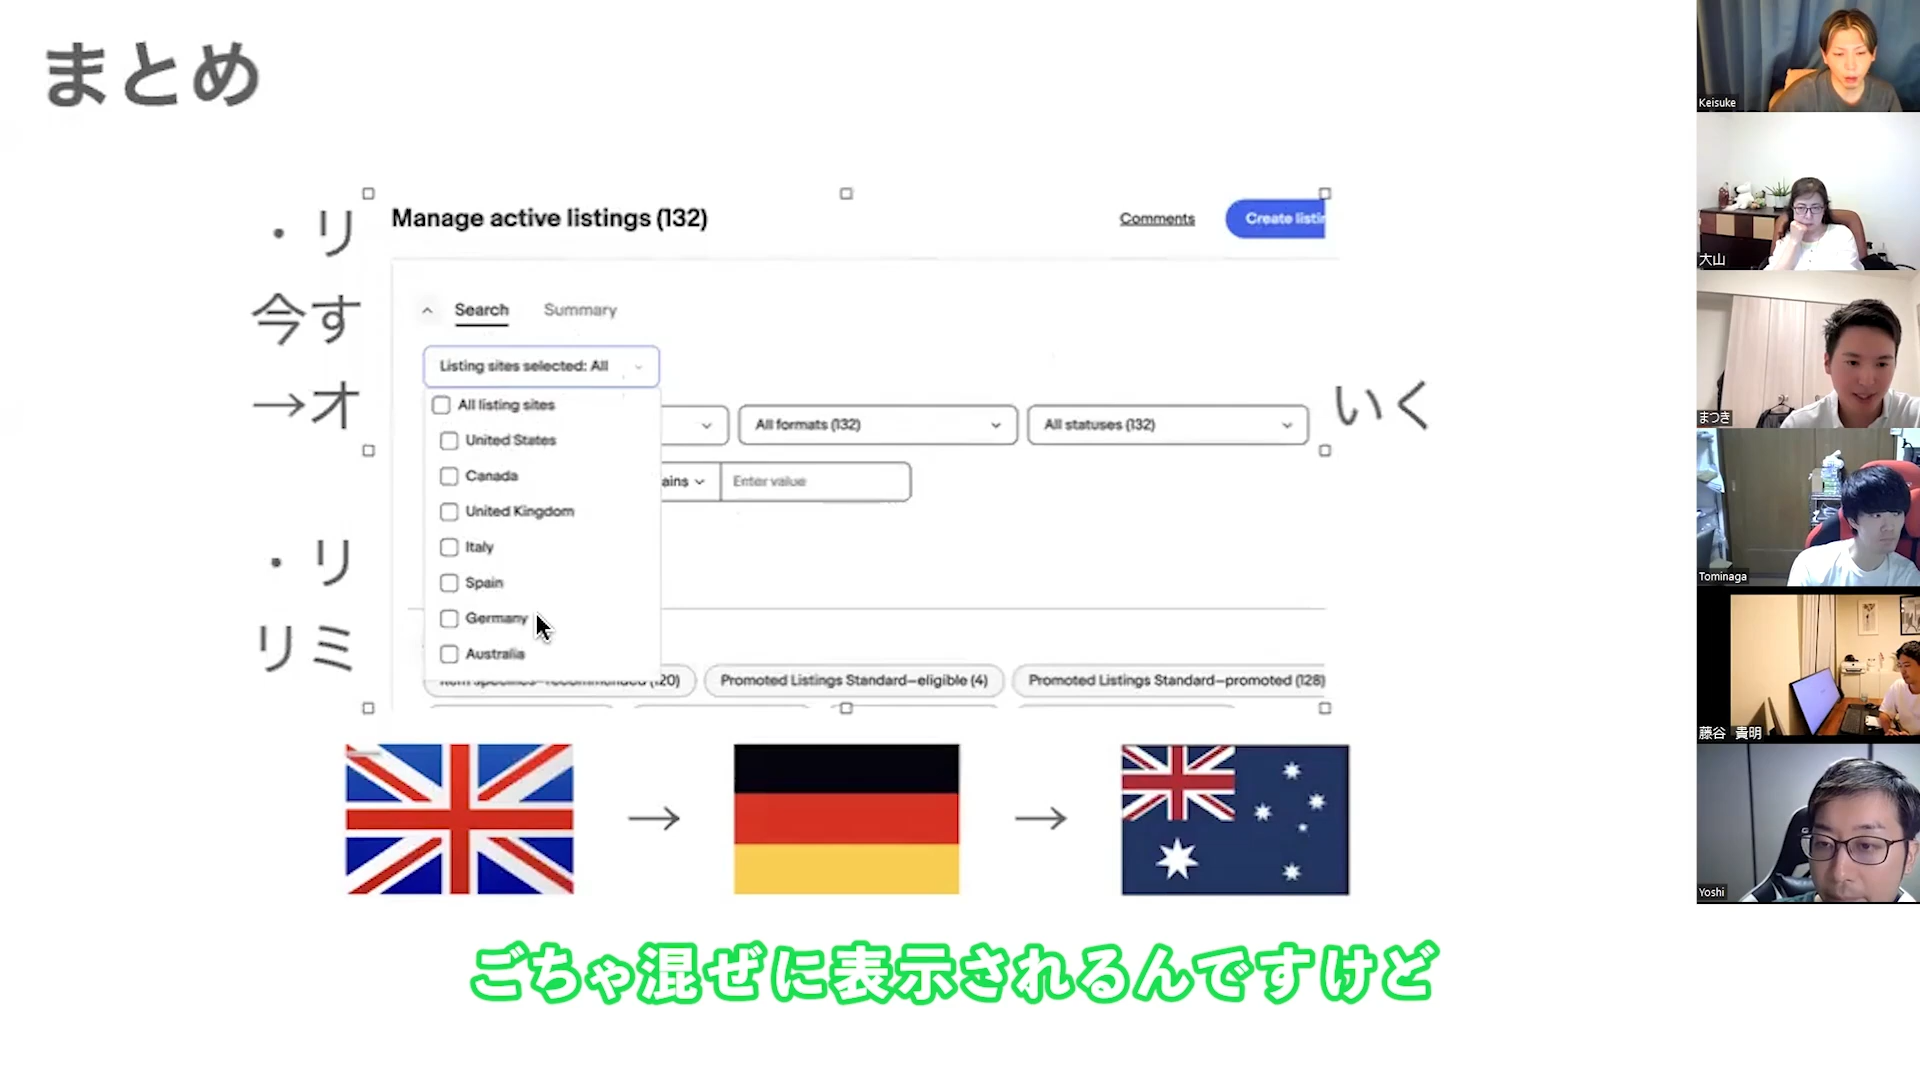 まとめ
・リ
今す
→オ
いく
・リ
リミ
Manage active listings (132)
Comments
Create listi
Search
Summary
Listing sites selected: All
All listing sites
United States
Canada
United Kingdom
Italy
Spain
Germany
Australia
All formats (132)
All statuses (132)
ains
Enter value
Promoted Listings Standard–eligible (4)
Promoted Listings Standard–promoted (128)
ごちゃ混ぜに表示されるんですけど
Keisuke
大山
まつき
Tominaga
藤谷 貴明
Yoshi